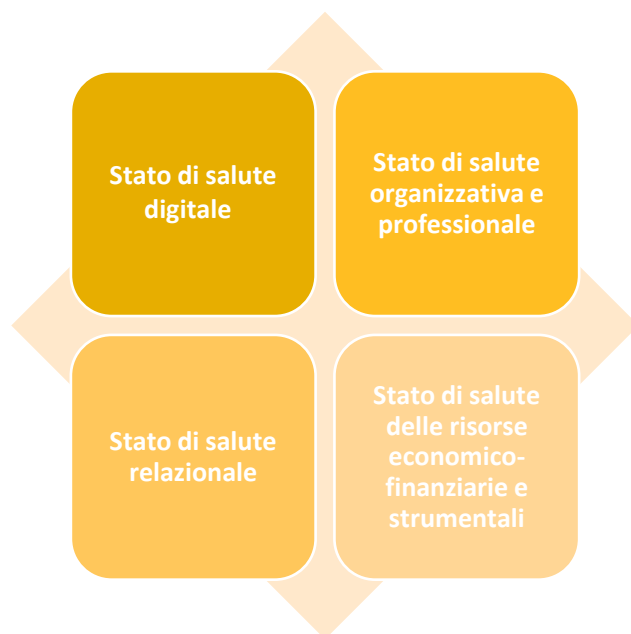 Stato di salute
digitale
Stato di salute
organizzativa e
professionale
Stato di salute
relazionale
Stato di salute
delle risorse
economico-
finanziarie e
strumentali